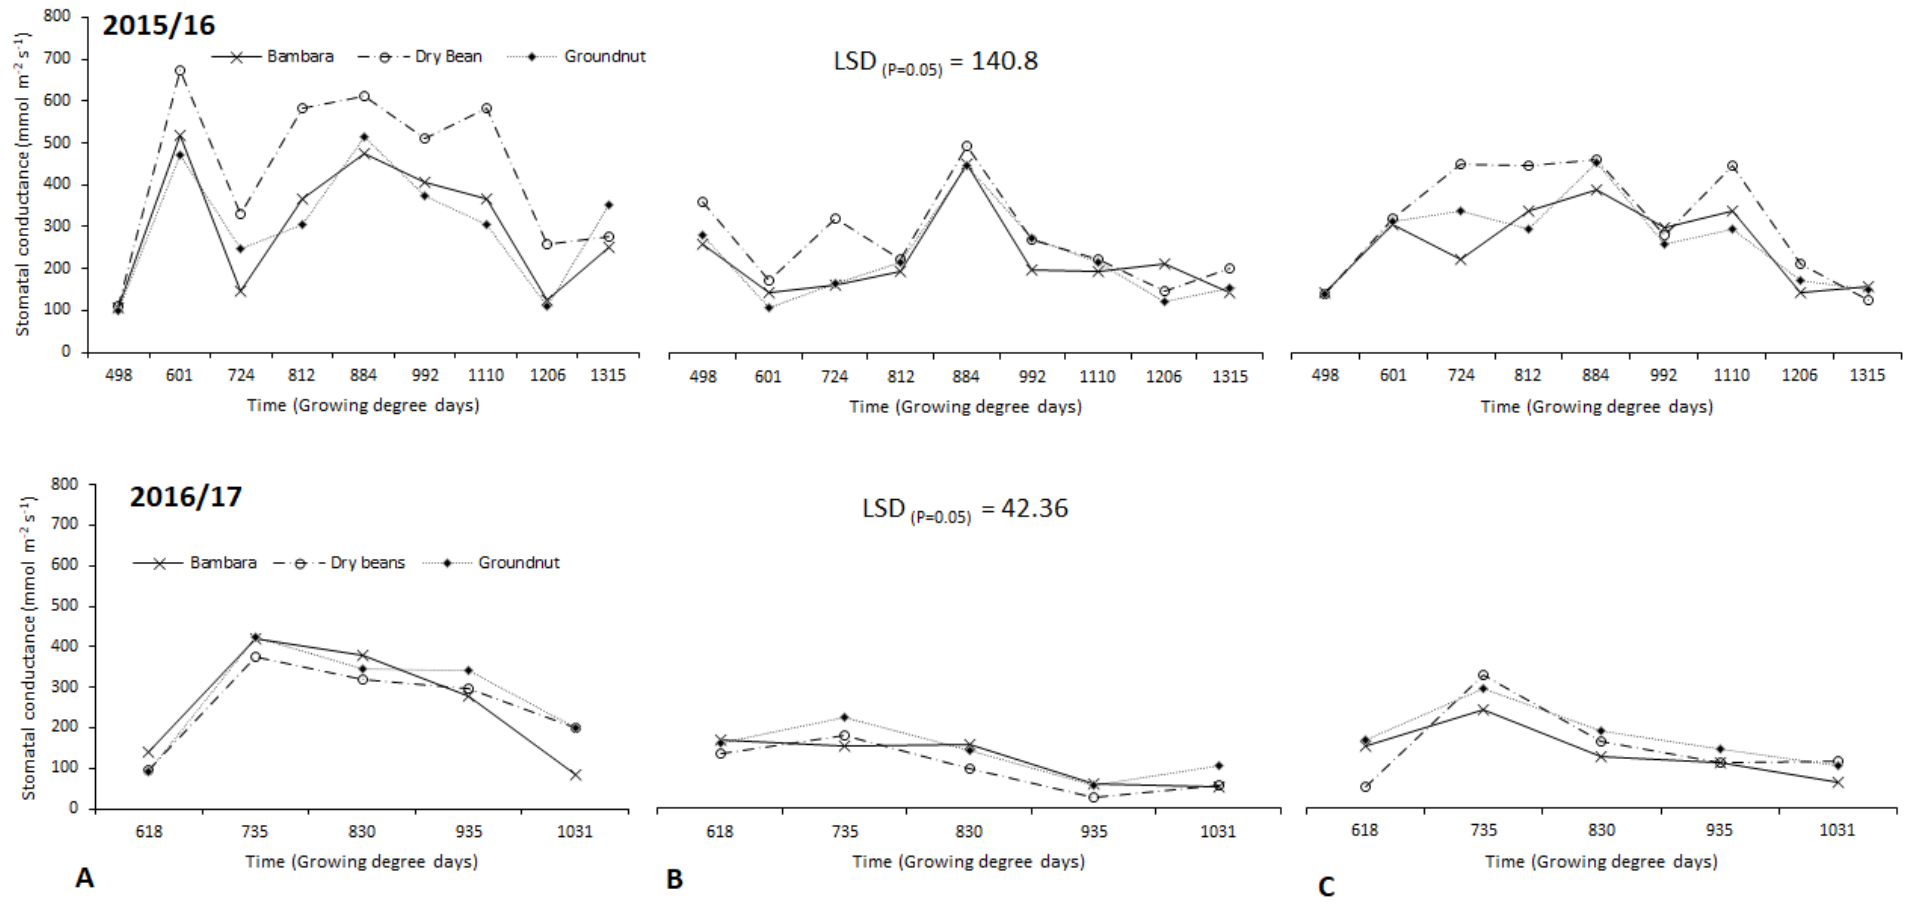 800
700
600
500
400
300
200
100
0
Stomatal conductance (mmol m-2 s-1)
2015/16
Bambara Dry Bean Groundnut
LSD (P=0.05) = 140.8
498 601 724 812 884 992 1110 1206 1315
Time (Growing degree days)
498 601 724 812 884 992 1110 1206 1315
Time (Growing degree days)
498 601 724 812 884 992 1110 1206 1315
Time (Growing degree days)
800
700
600
500
400
300
200
100
0
Stomatal conductance (mmol m-2 s-1)
2016/17
Bambara Dry beans Groundnut
LSD (P=0.05) = 42.36
618 735 830 935 1031
Time (Growing degree days)
A
618 735 830 935 1031
Time (Growing degree days)
B
618 735 830 935 1031
Time (Growing degree days)
C